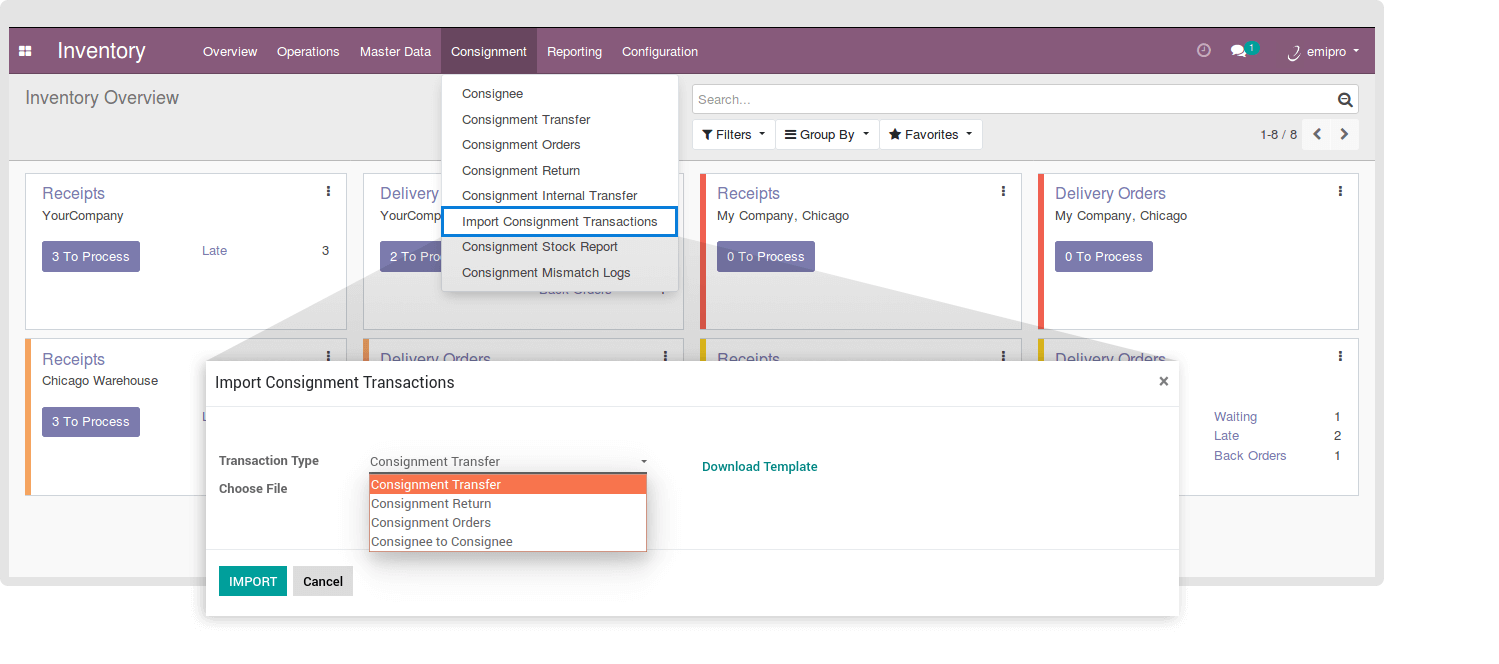 Inventory Overview Operations Master Data Consignment Reporting Configuration 1 emipro
Inventory Overview
Consignee
Consignment Transfer
Consignment Orders
Consignment Return
Consignment Internal Transfer
Import Consignment Transactions
Consignment Stock Report
Consignment Mismatch Logs
Search...
Filters Group By Favorites 1-8 / 8
Receipts
YourCompany
3 To Process Late 3
Delivery
YourComp
2 To Proc
Back Orders
Receipts
My Company, Chicago
0 To Process
Delivery Orders
My Company, Chicago
0 To Process
Receipts
Chicago Warehouse
3 To Process
Delivery Orders
Receipts
Delivery Orders
Waiting 1
Late 2
Back Orders 1
Import Consignment Transactions ×
Transaction Type Consignment Transfer Download Template
Choose File
Consignment Transfer
Consignment Return
Consignment Orders
Consignee to Consignee
IMPORT Cancel